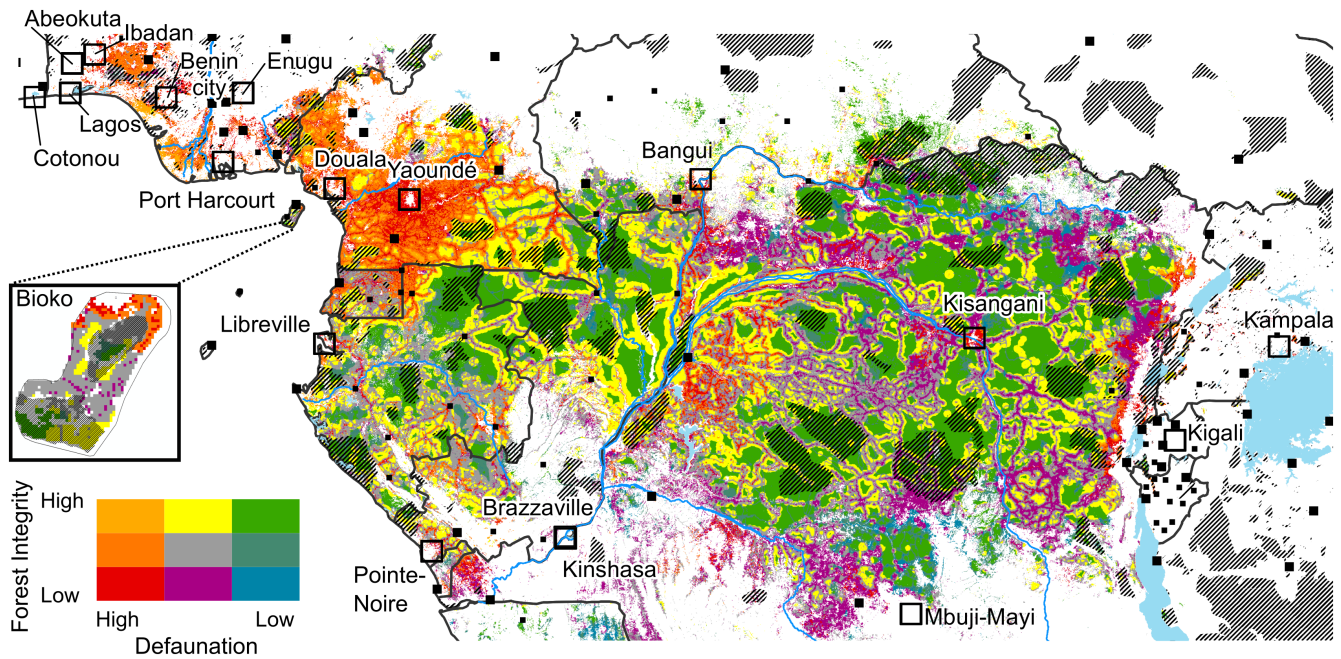 Abeokuta
Ibadan
Benin
city
Enugu
Lagos
Cotonou
Port Harcourt
Douala
Yaoundé
Bangui
Bioko
Libreville
Kisangani
Kampala
Kigali
Brazzaville
Kinshasa
Pointe-
Noire
Mbuji-Mayi
High
Low
Forest Integrity
High
Low
Defaunation